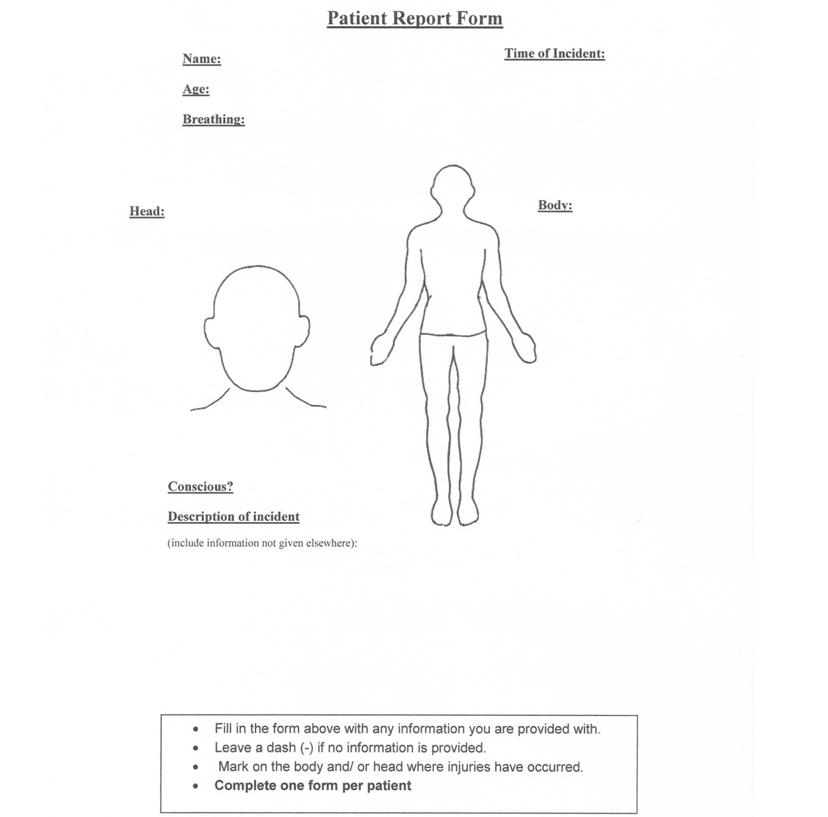 Patient Report Form
Name:
Time of Incident:
Age:
Breathing:
Head:
Body:
Conscious?
Description of incident
(include information not given elsewhere):
• Fill in the form above with any information you are provided with.
• Leave a dash (-) if no information is provided.
• Mark on the body and/ or head where injuries have occurred.
• Complete one form per patient